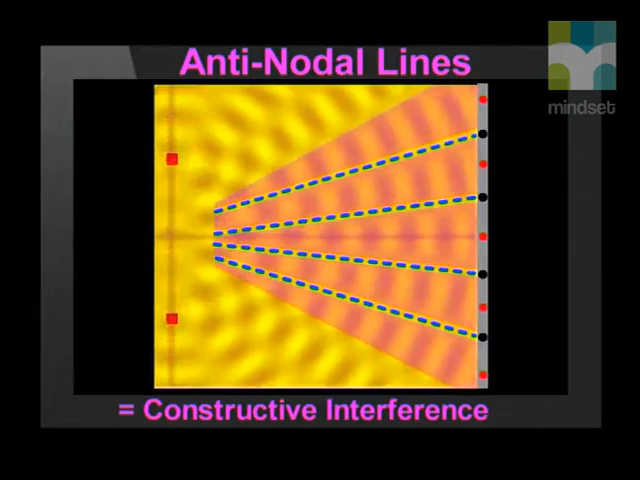 Anti-Nodal Lines
mindset
= Constructive Interference